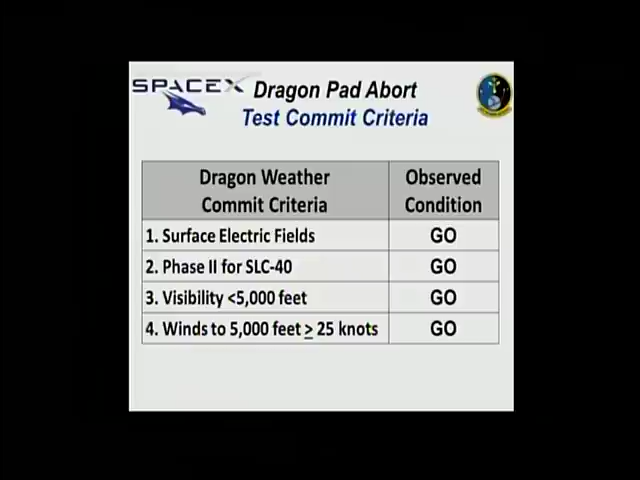 SPACEX
Dragon Pad Abort
Test Commit Criteria
Dragon Weather
Commit Criteria
Observed
Condition
1. Surface Electric Fields GO
2. Phase II for SLC-40 GO
3. Visibility <5,000 feet GO
4. Winds to 5,000 feet ≥ 25 knots GO